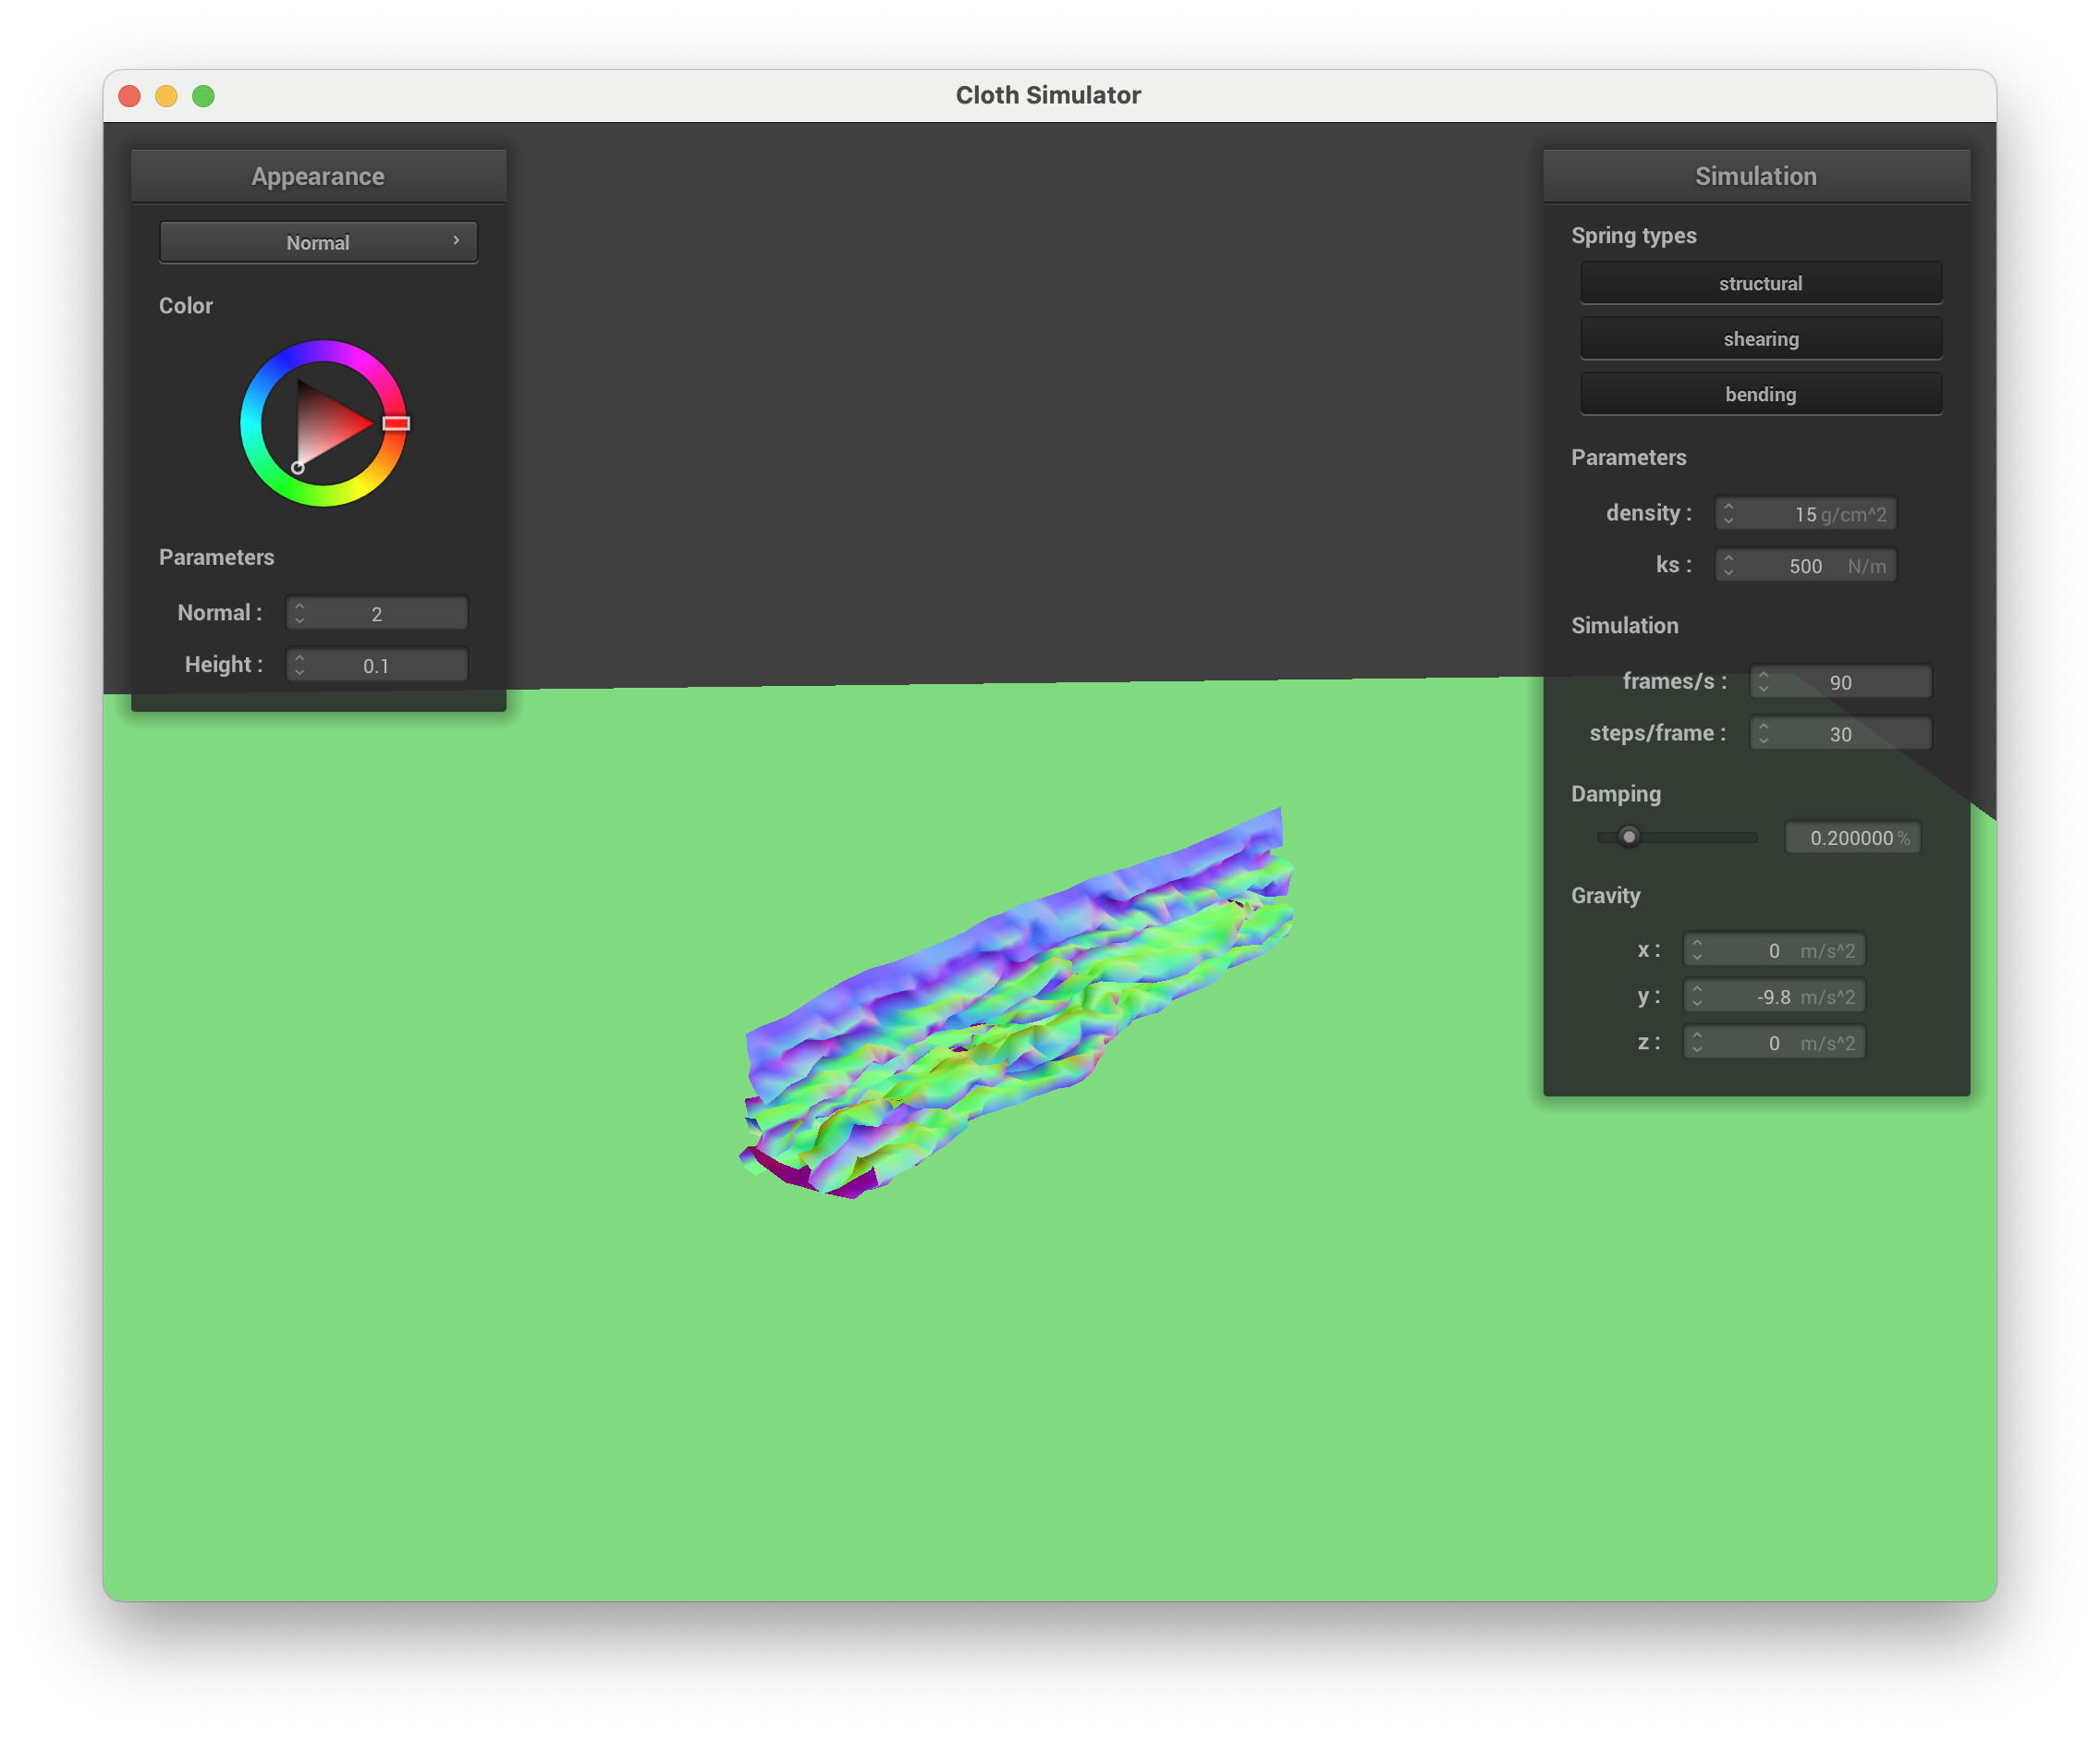 Cloth Simulator
Appearance
Normal
Color
Parameters
Normal : 2
Height : 0.1
Simulation
Spring types
structural
shearing
bending
Parameters
density : 15 g/cm^2
ks : 500 N/m
Simulation
frames/s : 90
steps/frame : 30
Damping
0.200000 %
Gravity
x : 0 m/s^2
y : -9.8 m/s^2
z : 0 m/s^2